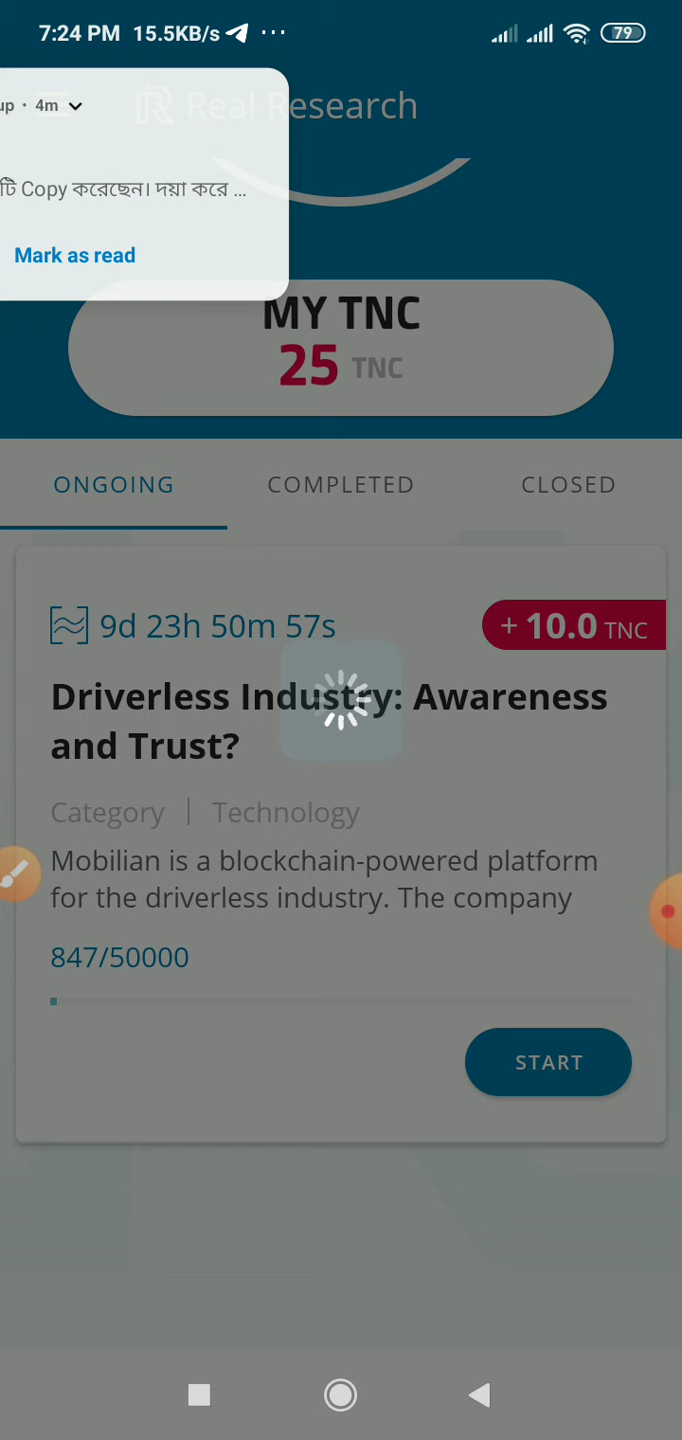 7:24 PM 15.5KB/s ··· 79
up · 4m
Real Research
টি Copy করেছেন। দয়া করে ...
Mark as read
MY TNC
25 TNC
ONGOING COMPLETED CLOSED
9d 23h 50m 57s + 10.0 TNC
Driverless Industry: Awareness
and Trust?
Category | Technology
Mobilian is a blockchain-powered platform
for the driverless industry. The company
847/50000
START